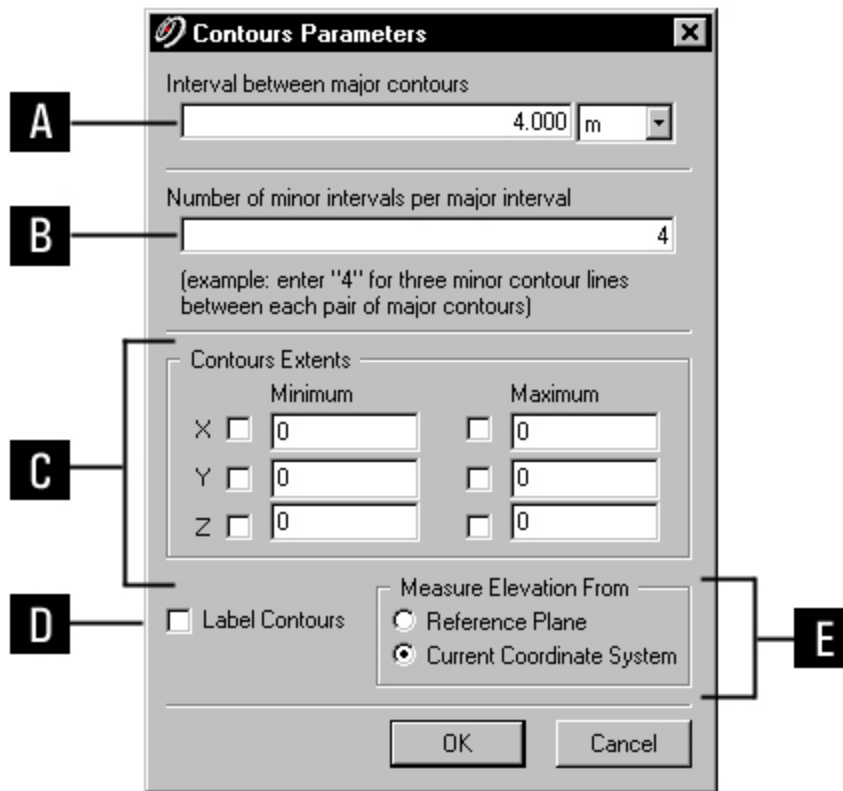 Contours Parameters
Interval between major contours
A
4.000 m
Number of minor intervals per major interval
B
4
(example: enter "4" for three minor contour lines
between each pair of major contours)
Contours Extents
Minimum Maximum
X 0 0
C
Y 0 0
Z 0 0
Measure Elevation From
D
Label Contours
Reference Plane
E
Current Coordinate System
OK Cancel